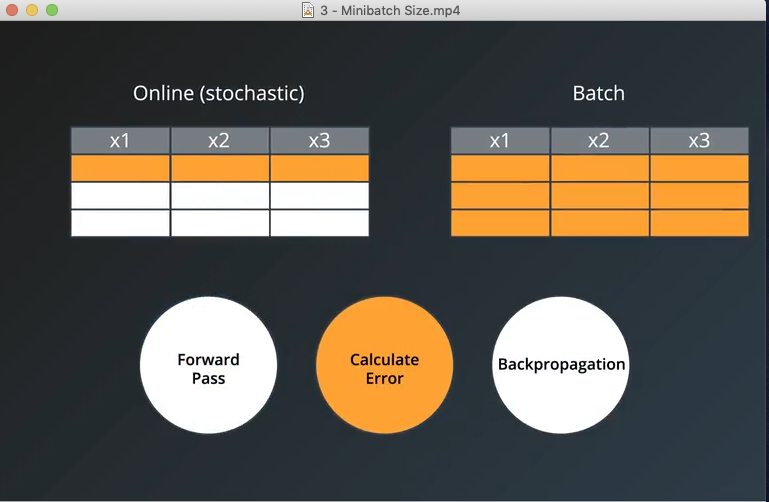 3 - Minibatch Size.mp4
Online (stochastic)
Batch
x1 x2 x3
x1 x2 x3
Forward
Pass
Calculate
Error
Backpropagation